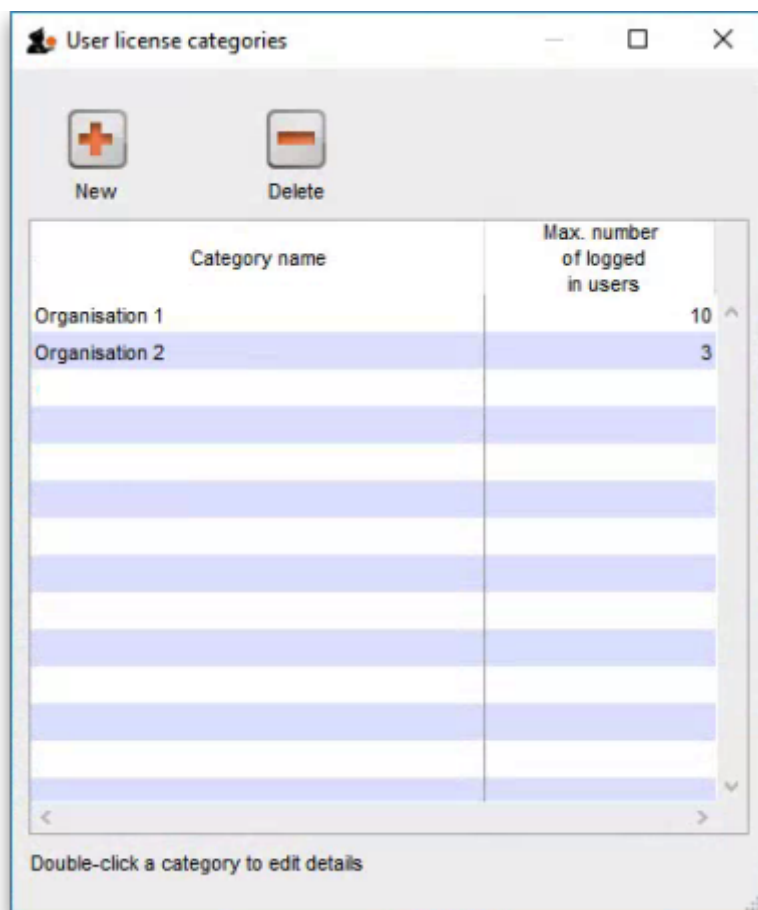 User license categories
New Delete
Category name
Max. number
of logged
in users
Organisation 1 10
Organisation 2 3
Double-click a category to edit details